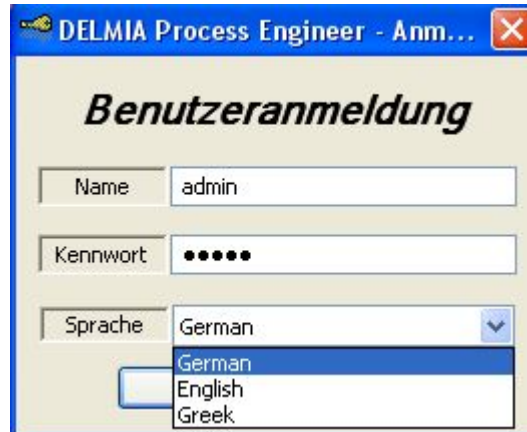 DELMIA Process Engineer - Anm...
Benutzeranmeldung
Name admin
Kennwort •••••
Sprache German
German
English
Greek